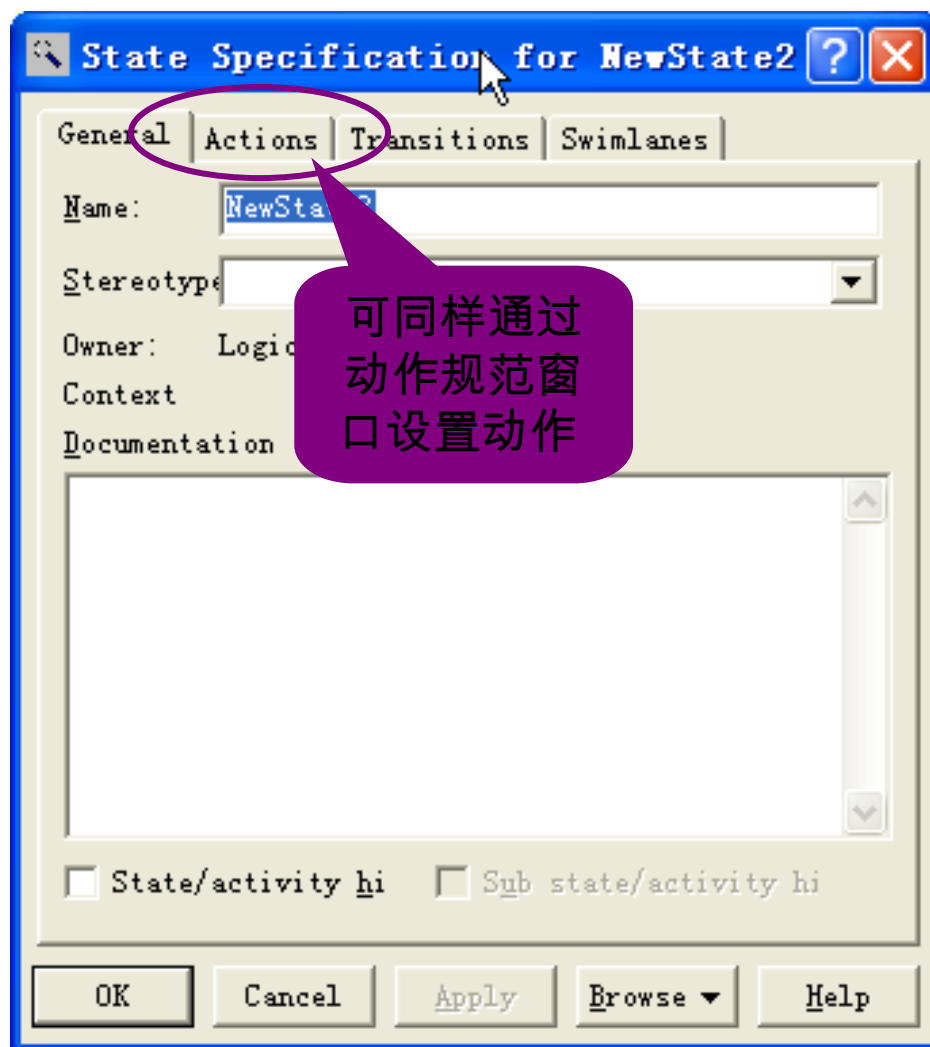 State Specification for NewState2
General Actions Transitions Swimlanes
Name:
Stereotype
可同样通过
动作规范窗
口设置动作
Owner:
Context
Documentation
State/activity hi Sub state/activity hi
OK Cancel Apply Browse Help